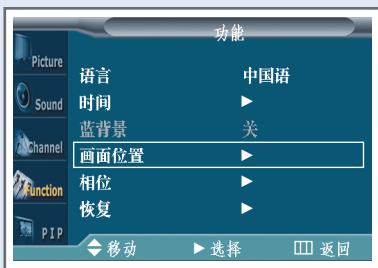 功能
Picture
Sound
Channel
Function
PIP
语言 中国语
时间 ▶
蓝背景 关
画面位置 ▶
相位 ▶
恢复 ▶
移动 ▶ 选择 返回